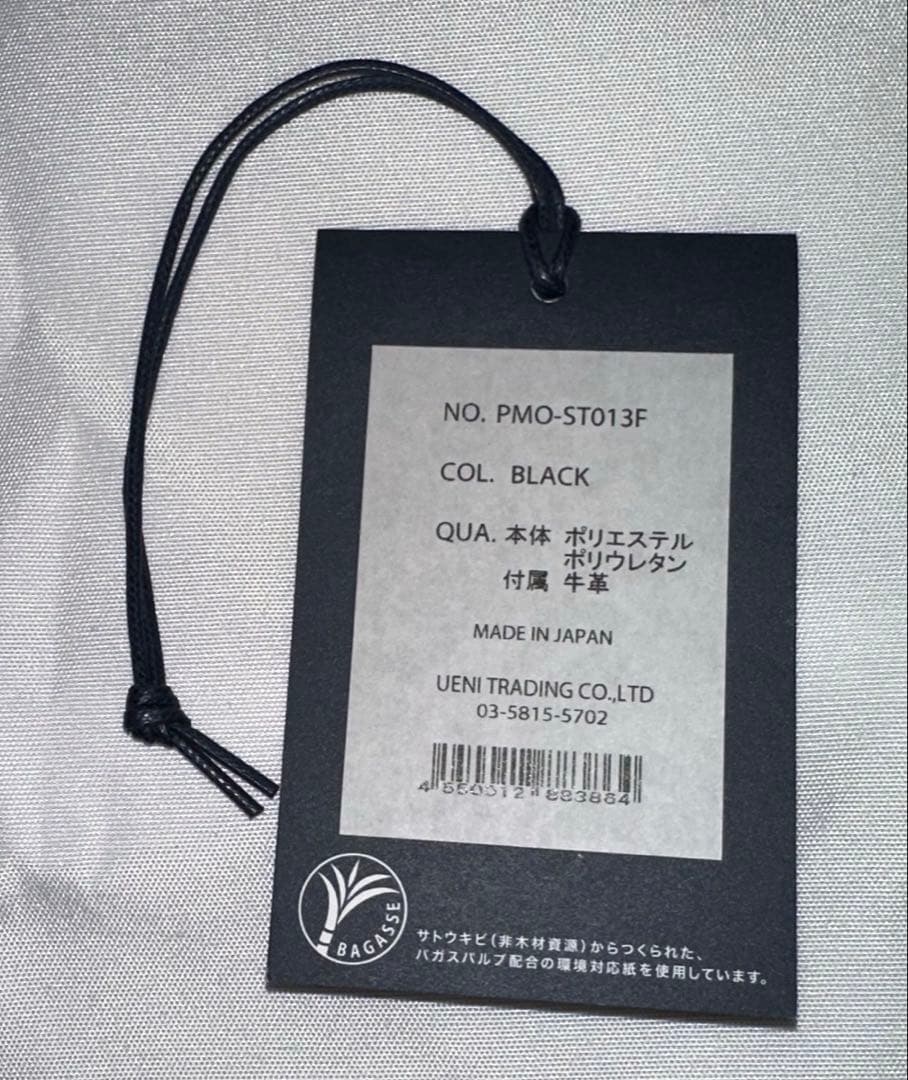 NO. PMO-ST013F
COL. BLACK
QUA. 本体 ポリエステル
ポリウレタン
付属 牛革
MADE IN JAPAN
UENI TRADING CO.,LTD
03-5815-5702
BAGASSE
サトウキビ(非木材資源)からつくられた、
バガスパルプ配合の環境対応紙を使用しています。